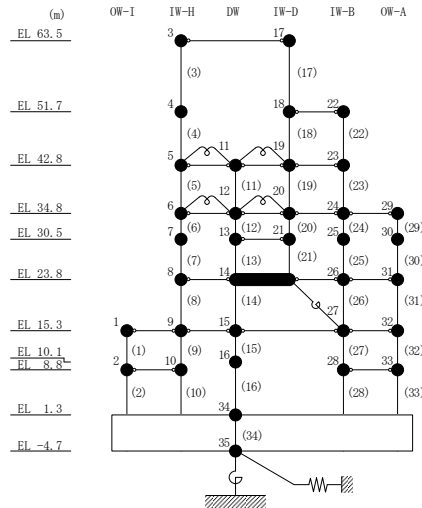 (m) OW-I IW-H DW IW-D IW-B OW-A
EL 63.5 3 17
(3) (17)
EL 51.7 4 18 22
(4) 11 (18) (22)
EL 42.8 5 19 23
(5) 12 (11) 20 (19) (23)
EL 34.8 6 24 29
(6) (12) (20) (24) (29)
EL 30.5 7 13 21 25 30
(7) (13) (21) (25) (30)
EL 23.8 8 14 26 31
(8) (14) (26) (31)
27
EL 15.3 1 9 15 32
(1) (9) (15) (27) (32)
EL 10.1 16
EL 8.8 2 10 28 33
(2) (10) (16) (28) (33)
EL 1.3 34
(34)
EL -4.7 35